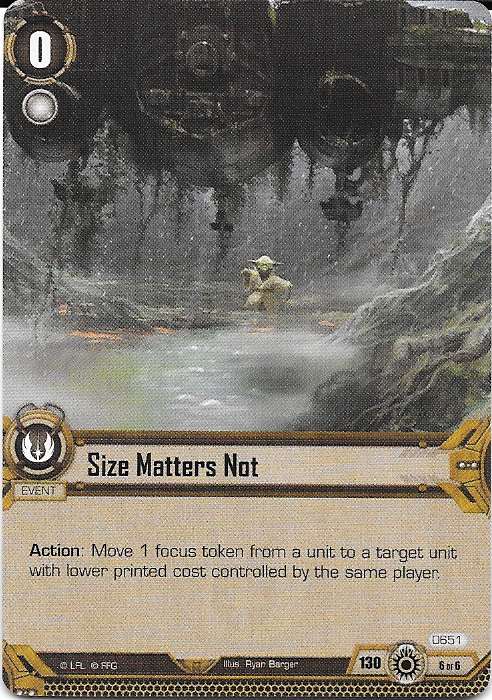 0
Size Matters Not
EVENT
Action: Move 1 focus token from a unit to a target unit
with lower printed cost controlled by the same player.
0651
© LFL © FFG
Illus. Ryan Barger
130
6 OF 6